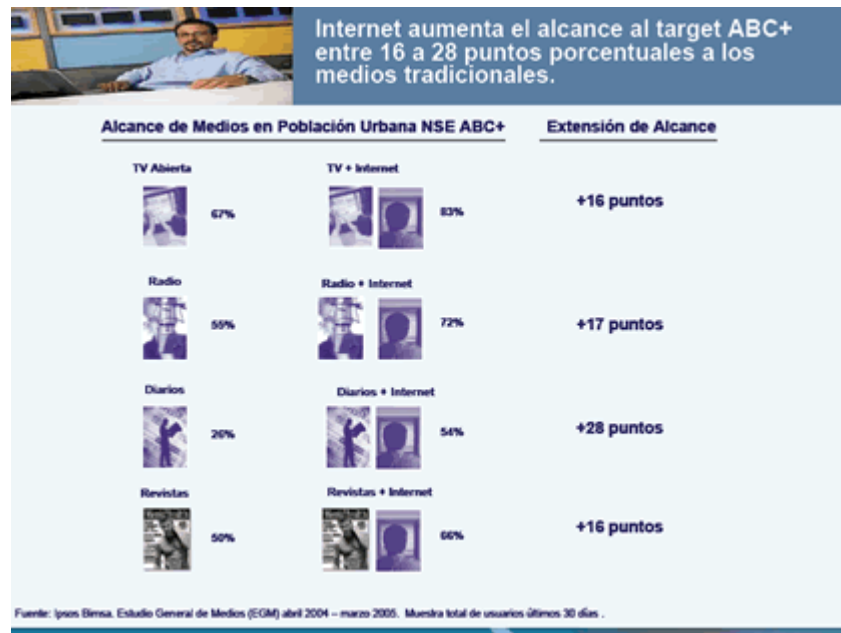 Internet aumenta el alcance al target ABC+
entre 16 a 28 puntos porcentuales a los
medios tradicionales.
Alcance de Medios en Población Urbana NSE ABC+
Extensión de Alcance
TV Abierta
TV + Internet
67%
83%
+16 puntos
Radio
Radio + Internet
55%
72%
+17 puntos
Diarios
Diarios + Internet
26%
54%
+28 puntos
Revistas
Revistas + Internet
50%
66%
+16 puntos
Fuente: Ipsos Bimsa. Estudio General de Medios (EGM) abril 2004 – marzo 2005. Muestra total de usuarios últimos 30 días .